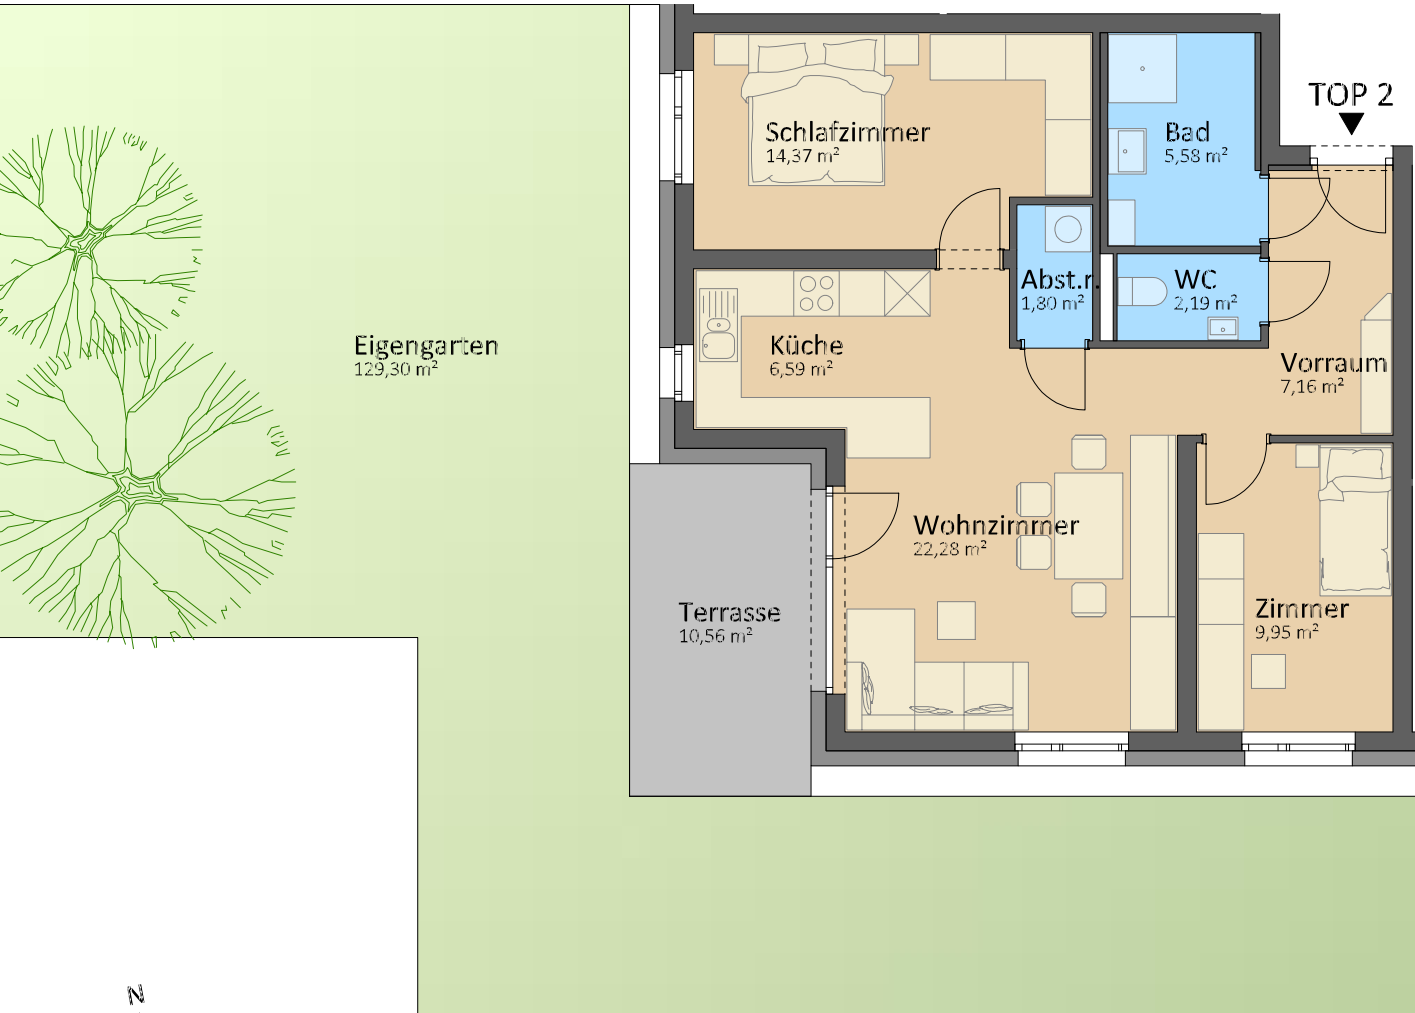 TOP 2
Schlafzimmer
14,37 m²
Bad
5,58 m²
Abst.r.
1,80 m²
WC
2,19 m²
Eigengarten
129,30 m²
Küche
6,59 m²
Vorraum
7,16 m²
Wohnzimmer
22,28 m²
Terrasse
10,56 m²
Zimmer
9,95 m²
N